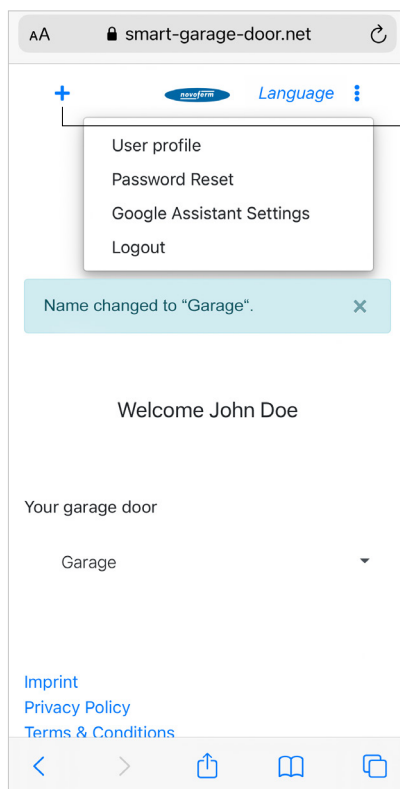 AA smart-garage-door.net
+ novoferm Language
User profile
Password Reset
Google Assistant Settings
Logout
Name changed to “Garage“. ×
Welcome John Doe
Your garage door
Garage
Imprint
Privacy Policy
Terms & Conditions